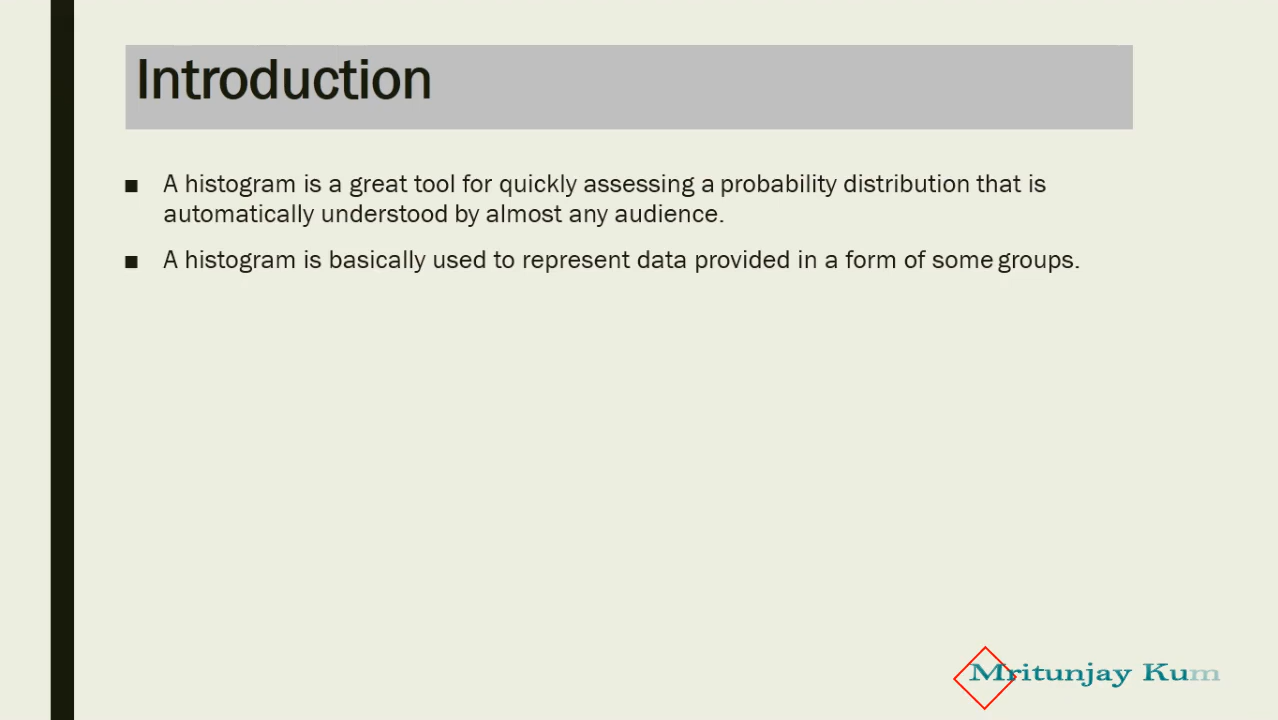 Introduction
■ A histogram is a great tool for quickly assessing a probability distribution that is
automatically understood by almost any audience.
■ A histogram is basically used to represent data provided in a form of some groups.
Mritunjay Kum